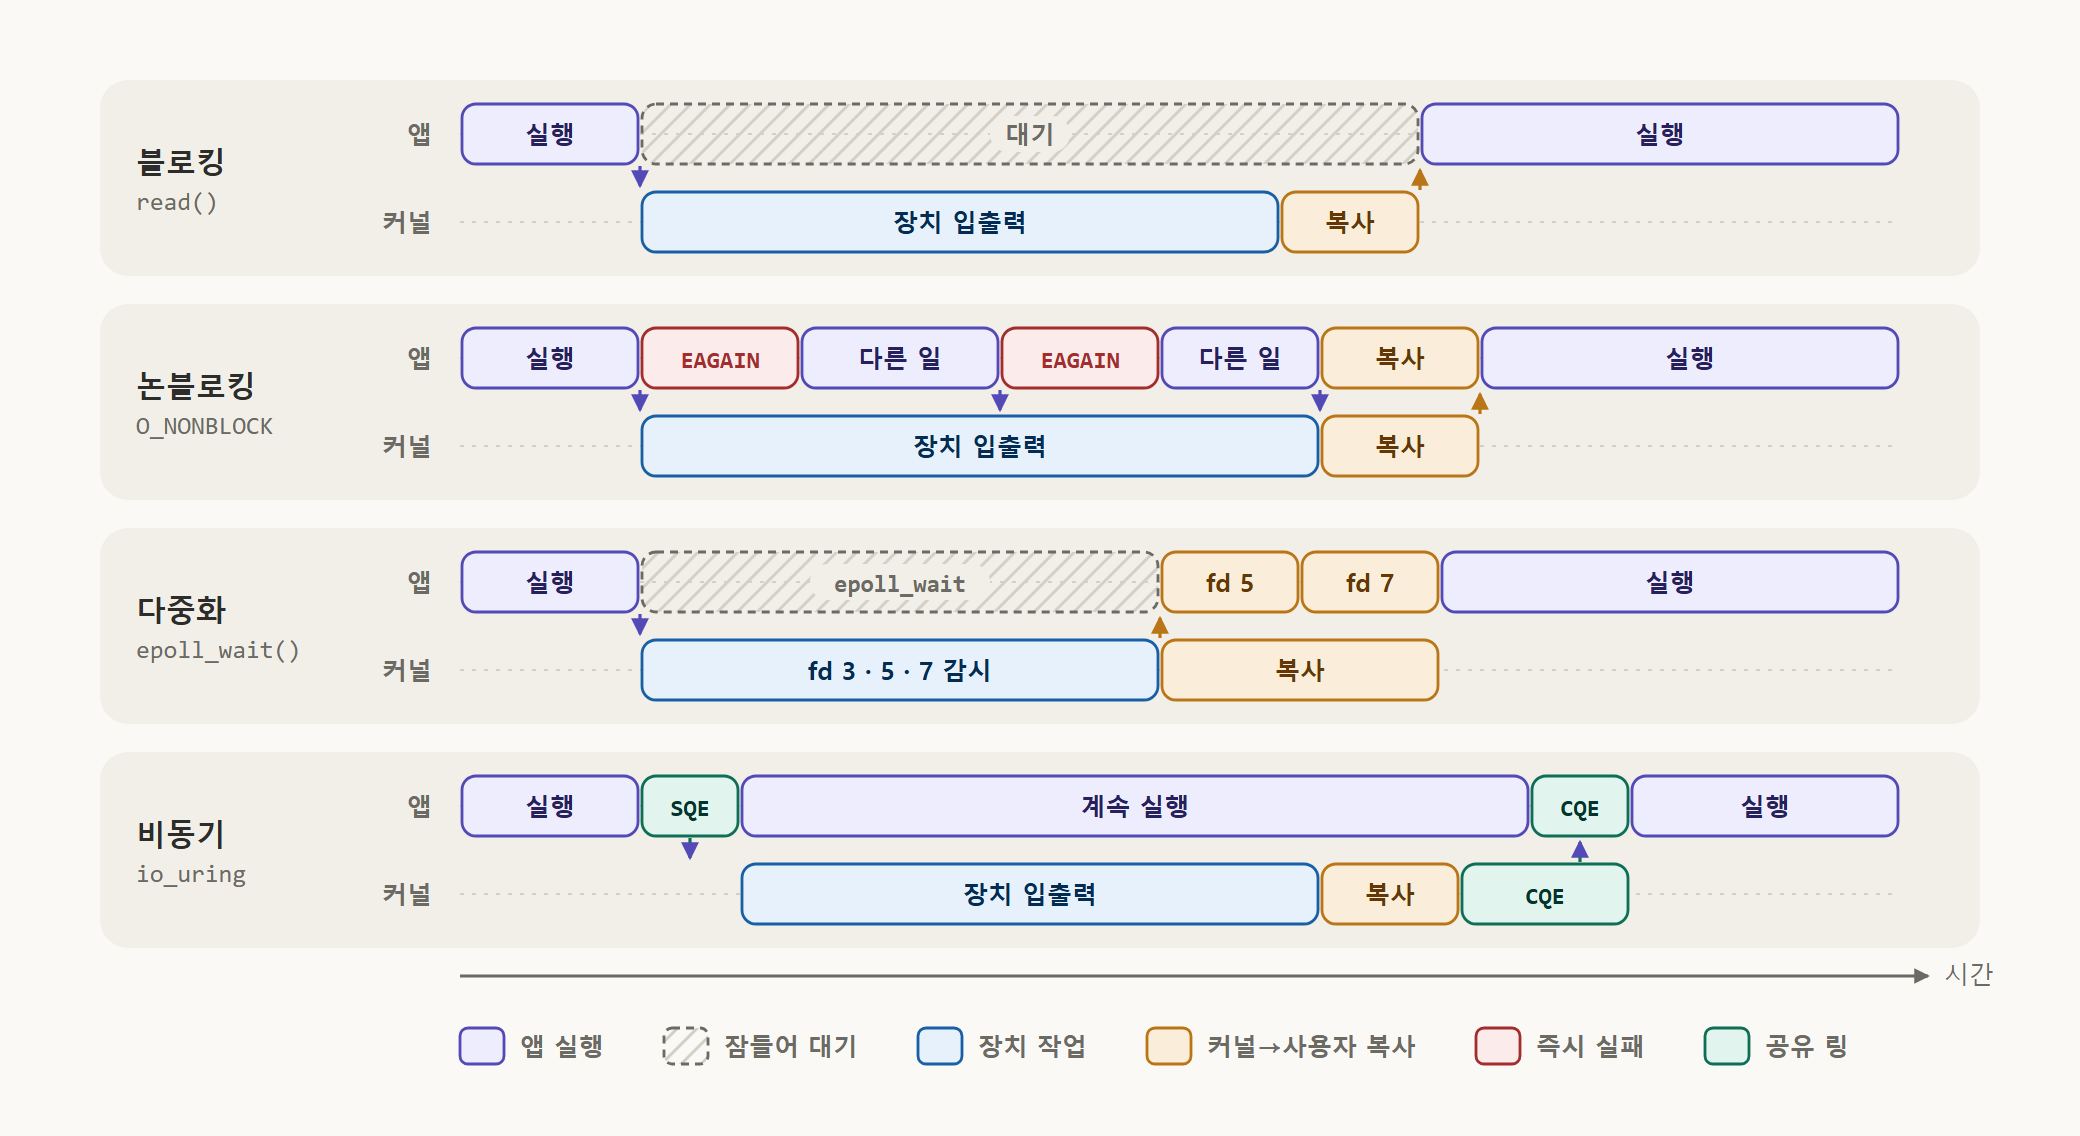 블로킹
read()
앱
실행
대기
실행
커널
장치 입출력
복사
논블로킹
O_NONBLOCK
앱
실행
EAGAIN
다른 일
EAGAIN
다른 일
복사
실행
커널
장치 입출력
복사
다중화
epoll_wait()
앱
실행
epoll_wait
fd 5
fd 7
실행
커널
fd 3 · 5 · 7 감시
복사
비동기
io_uring
앱
실행
SQE
계속 실행
CQE
실행
커널
장치 입출력
복사
CQE
시간
앱 실행
잠들어 대기
장치 작업
커널→사용자 복사
즉시 실패
공유 링